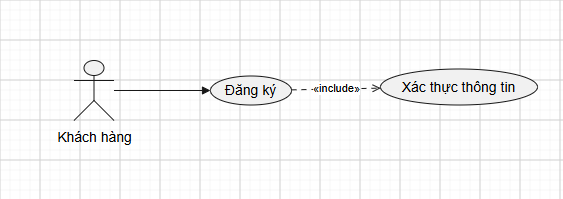 Đăng ký
«include»
Xác thực thông tin
Khách hàng